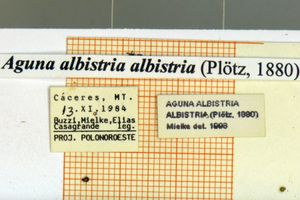 Aguna albistria albistria (Plötz, 1880)
Cáceres, MT.
13.XI.1984
Buzzi,Mielke,Elias
Casagrande leg.
PROJ. POLONOROESTE
AGUNA ALBISTRIA
ALBISTRIA (Plötz, 1880)
Mielke det. 1998